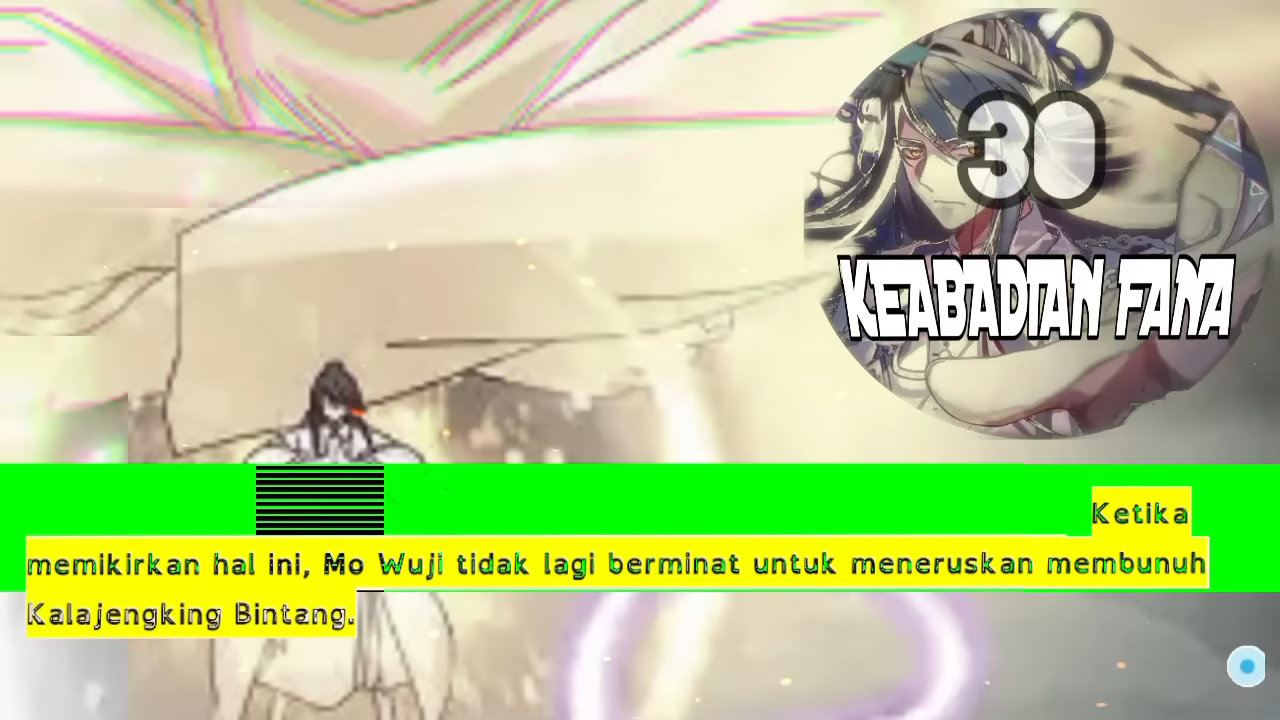 30
KEABADIAN FANA
Ketika
memikirkan hal ini, Mo Wuji tidak lagi berminat untuk meneruskan membunuh
Kalajengking Bintang.